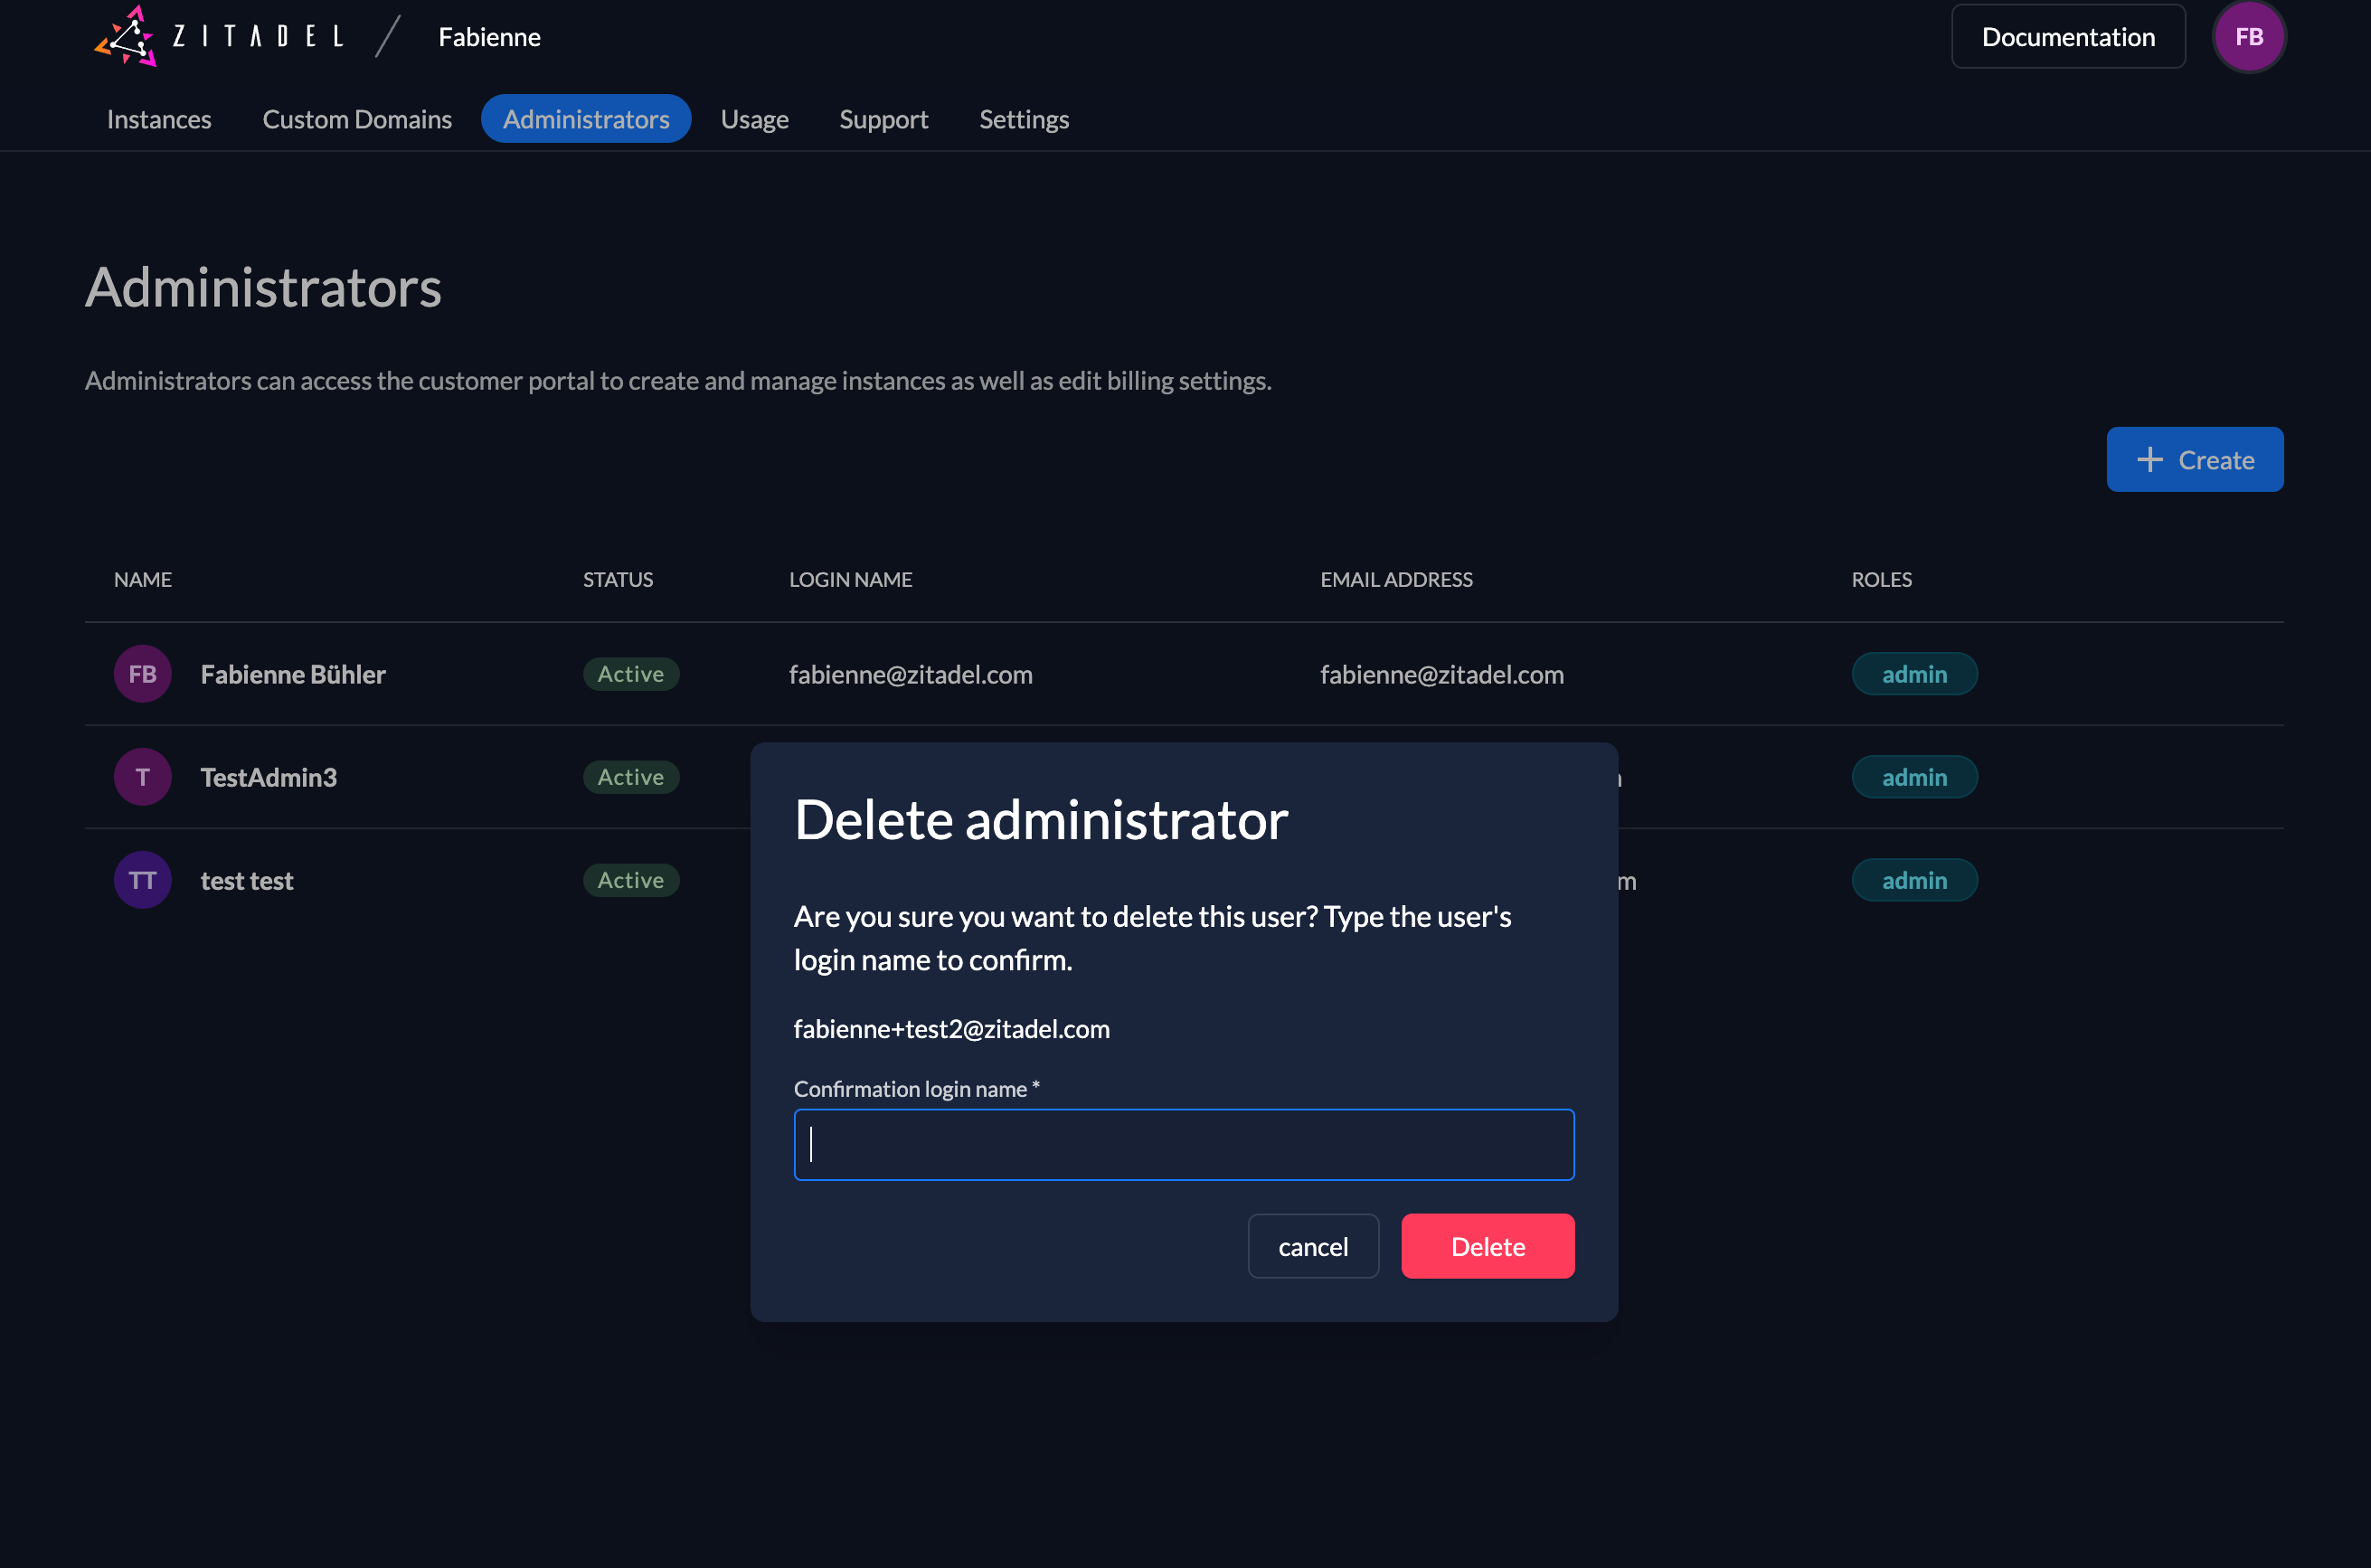 ZITADEL / Fabienne Documentation FB
Instances Custom Domains Administrators Usage Support Settings
Administrators
Administrators can access the customer portal to create and manage instances as well as edit billing settings.
+ Create
NAME STATUS LOGIN NAME EMAIL ADDRESS ROLES
FB Fabienne Bühler Active fabienne@zitadel.com fabienne@zitadel.com admin
T TestAdmin3 Active admin
TT test test Active m admin
Delete administrator
Are you sure you want to delete this user? Type the user's
login name to confirm.
fabienne+test2@zitadel.com
Confirmation login name *
cancel Delete